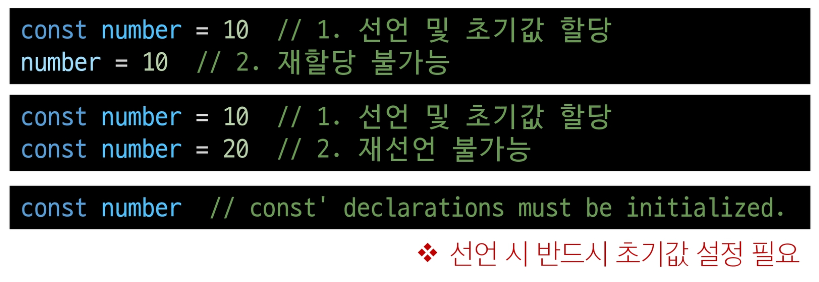 const number = 10  // 1. 선언 및 초기값 할당
number = 10  // 2. 재할당 불가능
const number = 10  // 1. 선언 및 초기값 할당
const number = 20  // 2. 재선언 불가능
const number  // const' declarations must be initialized.
❖ 선언 시 반드시 초기값 설정 필요